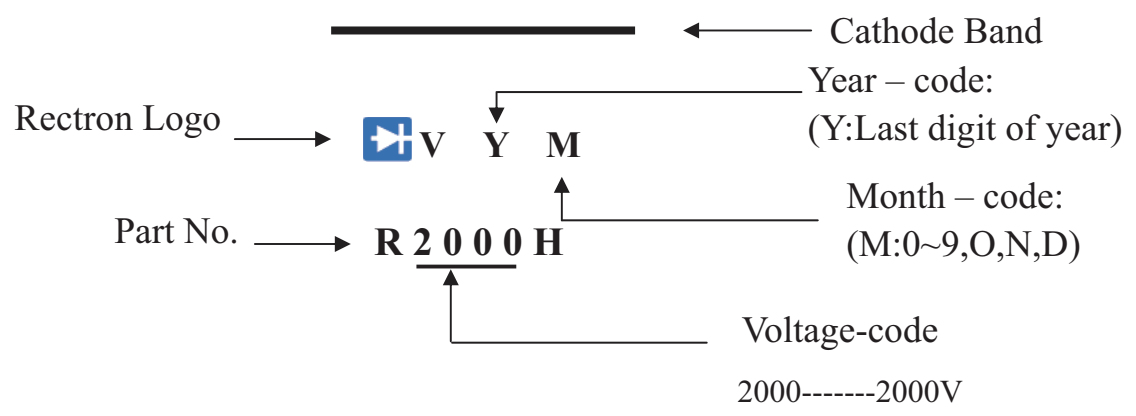 Cathode Band
Year – code:
(Y:Last digit of year)
Rectron Logo
V Y M
Month – code:
(M:0~9,O,N,D)
Part No.
R 2 0 0 0 H
Voltage-code
2000-------2000V